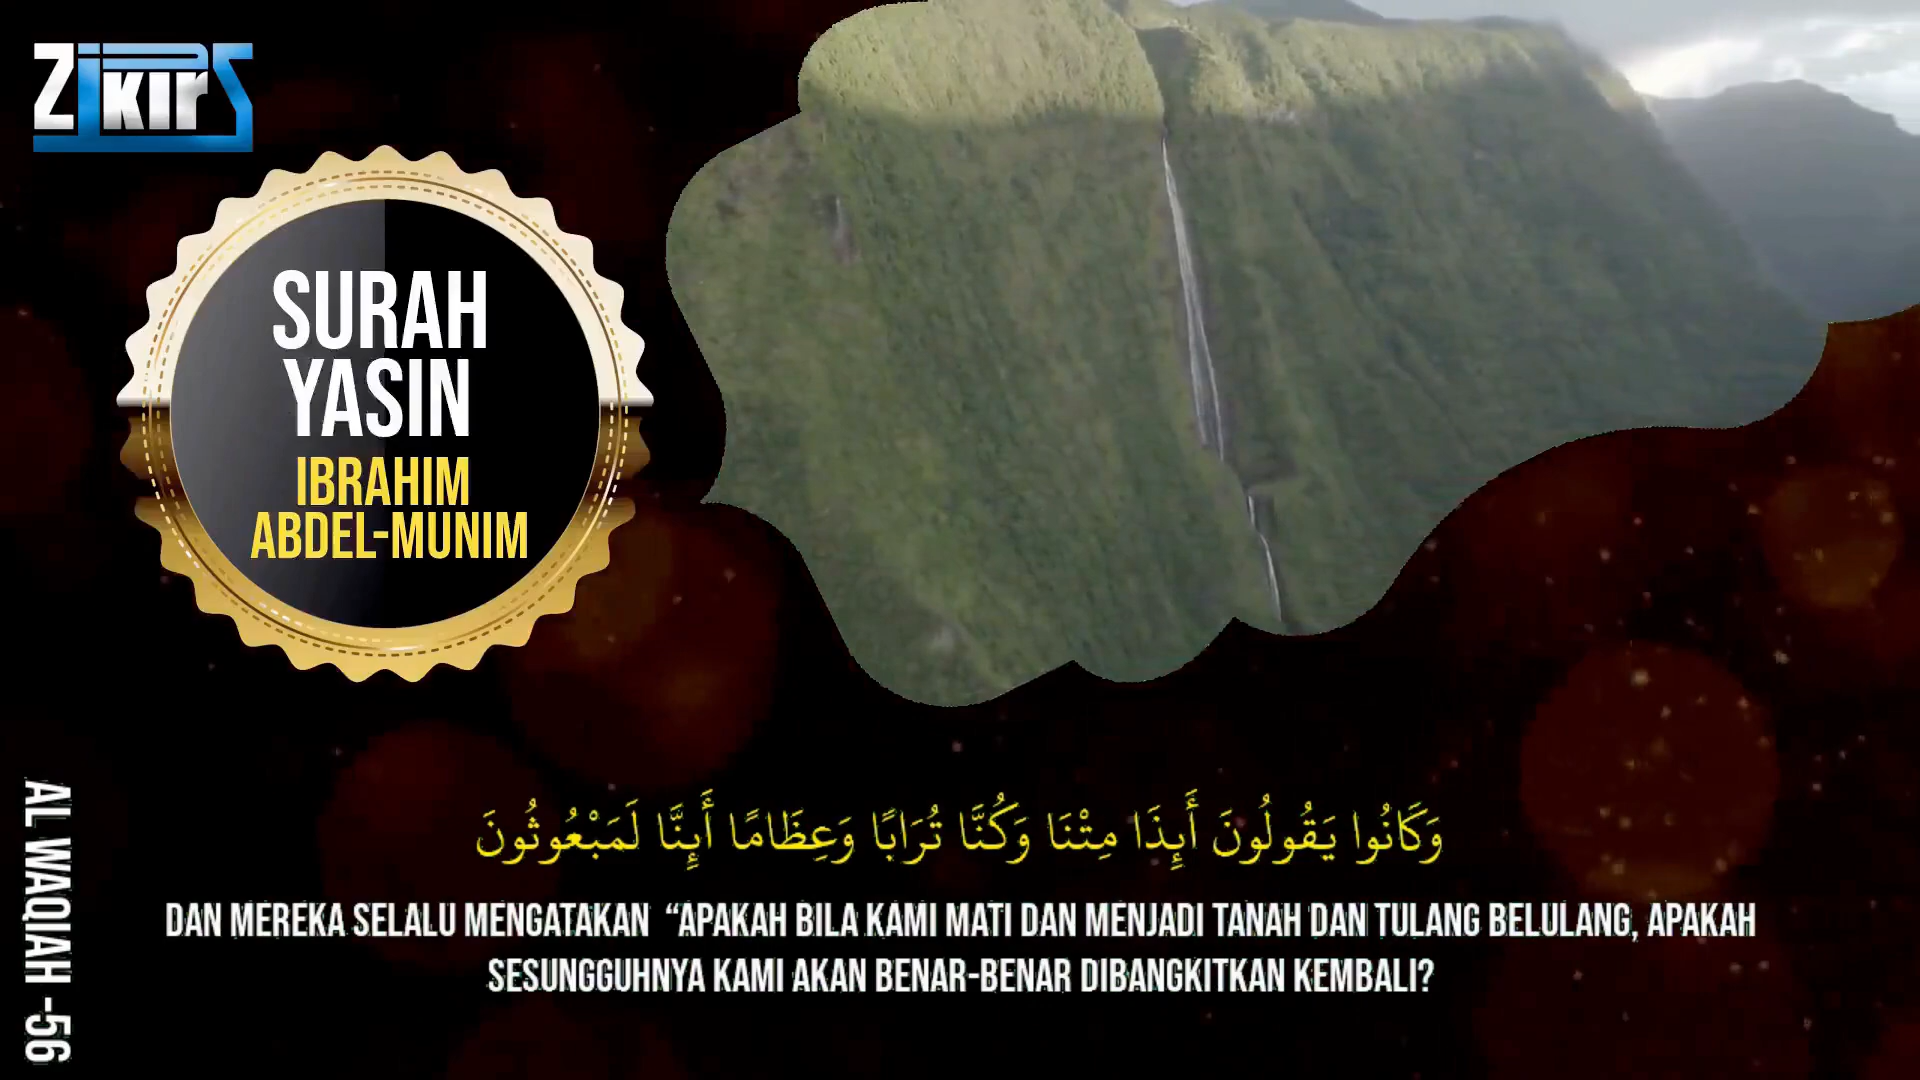 ZikirS
SURAH
YASIN
IBRAHIM
ABDEL-MUNIM
وَكَانُوا يَقُولُونَ أَئِذَا مِتْنَا وَكُنَّا تُرَابًا وَعِظَامًا أَئِنَّا لَمَبْعُوثُونَ
DAN MEREKA SELALU MENGATAKAN “APAKAH BILA KAMI MATI DAN MENJADI TANAH DAN TULANG BELULANG, APAKAH
SESUNGGUHNYA KAMI AKAN BENAR-BENAR DIBANGKITKAN KEMBALI?
AL WAQIAH -56